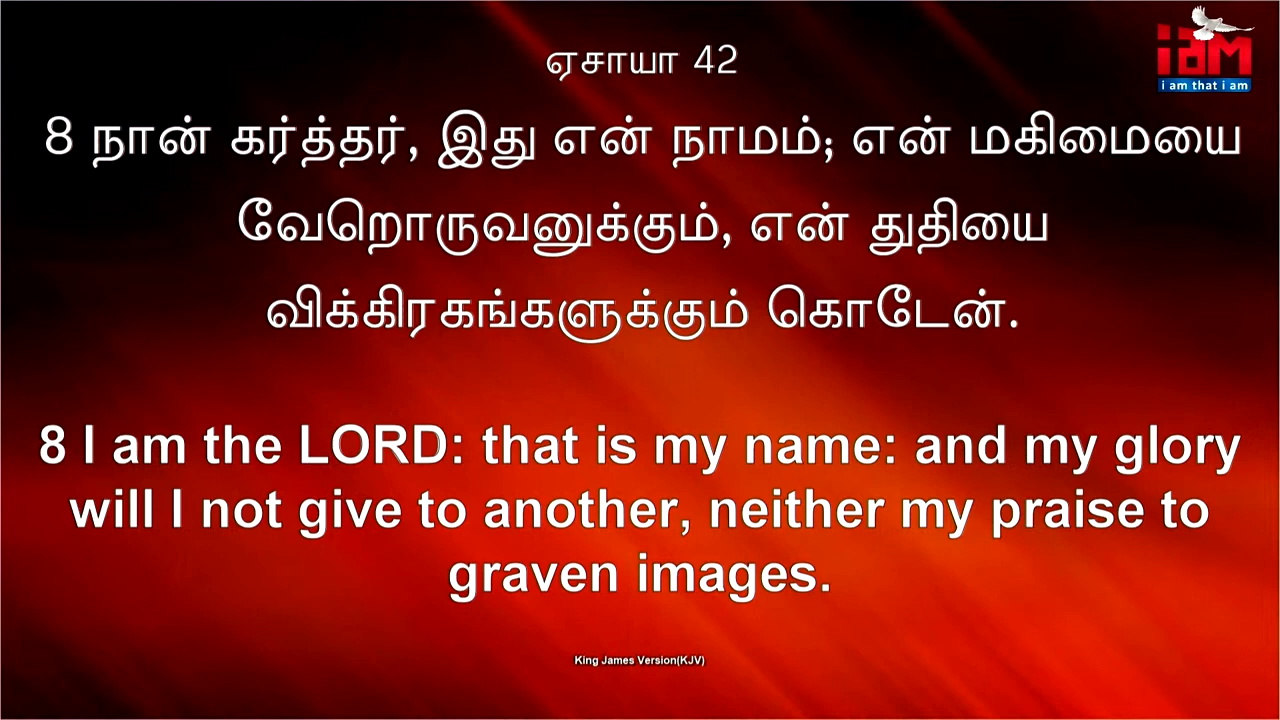 ஏசாயா 42
iam
i am that i am
8 நான் கர்த்தர், இது என் நாமம்; என் மகிமையை
வேறொருவனுக்கும், என் துதியை
விக்கிரகங்களுக்கும் கொடேன்.
8 I am the LORD: that is my name: and my glory
will I not give to another, neither my praise to
graven images.
King James Version(KJV)